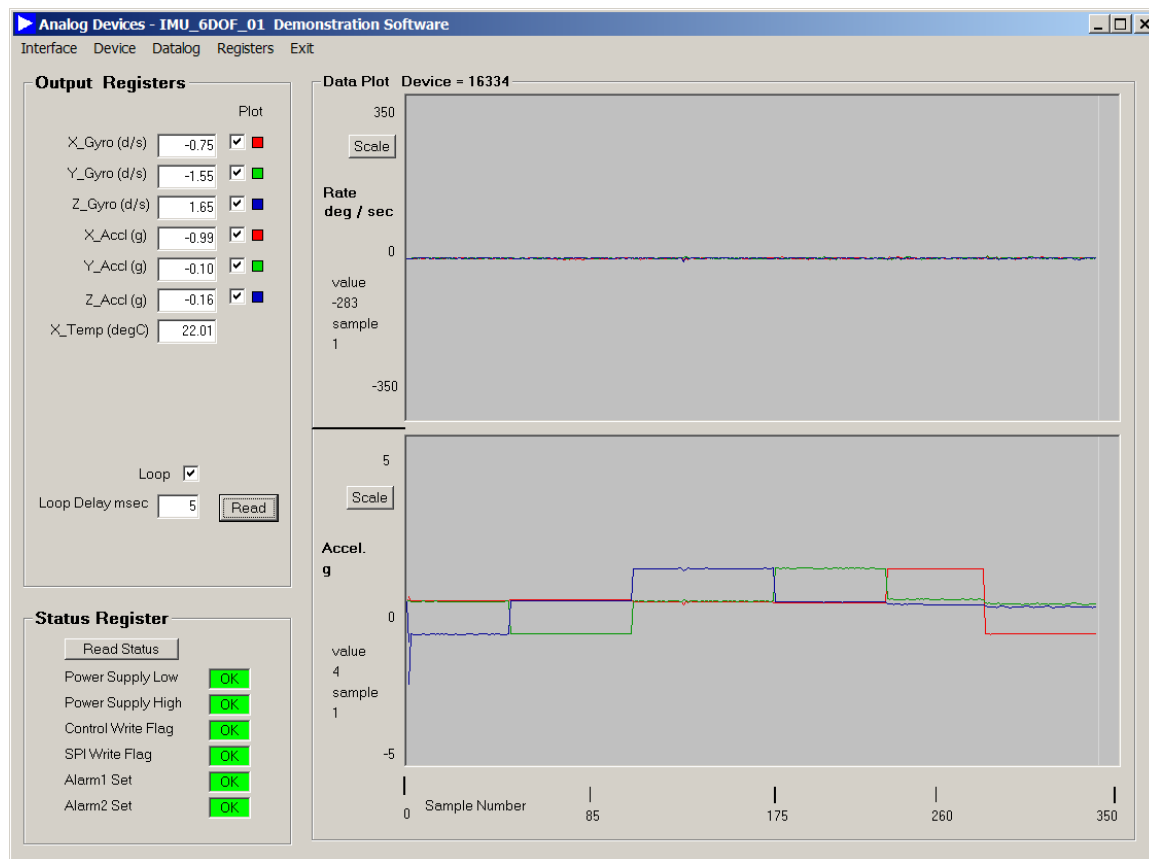 Analog Devices - IMU_6DOF_01 Demonstration Software
Interface Device Datalog Registers Exit
Output Registers
Plot
X_Gyro (d/s) -0.75
Y_Gyro (d/s) -1.55
Z_Gyro (d/s) 1.65
X_Accl (g) -0.99
Y_Accl (g) -0.10
Z_Accl (g) -0.16
X_Temp (degC) 22.01
Loop
Loop Delay msec 5 Read
Status Register
Read Status
Power Supply Low OK
Power Supply High OK
Control Write Flag OK
SPI Write Flag OK
Alarm1 Set OK
Alarm2 Set OK
Data Plot Device = 16334
350
Scale
Rate
deg / sec
0
value
-283
sample
1
-350
5
Scale
Accel.
g
0
value
4
sample
1
-5
Sample Number
0 85 175 260 350